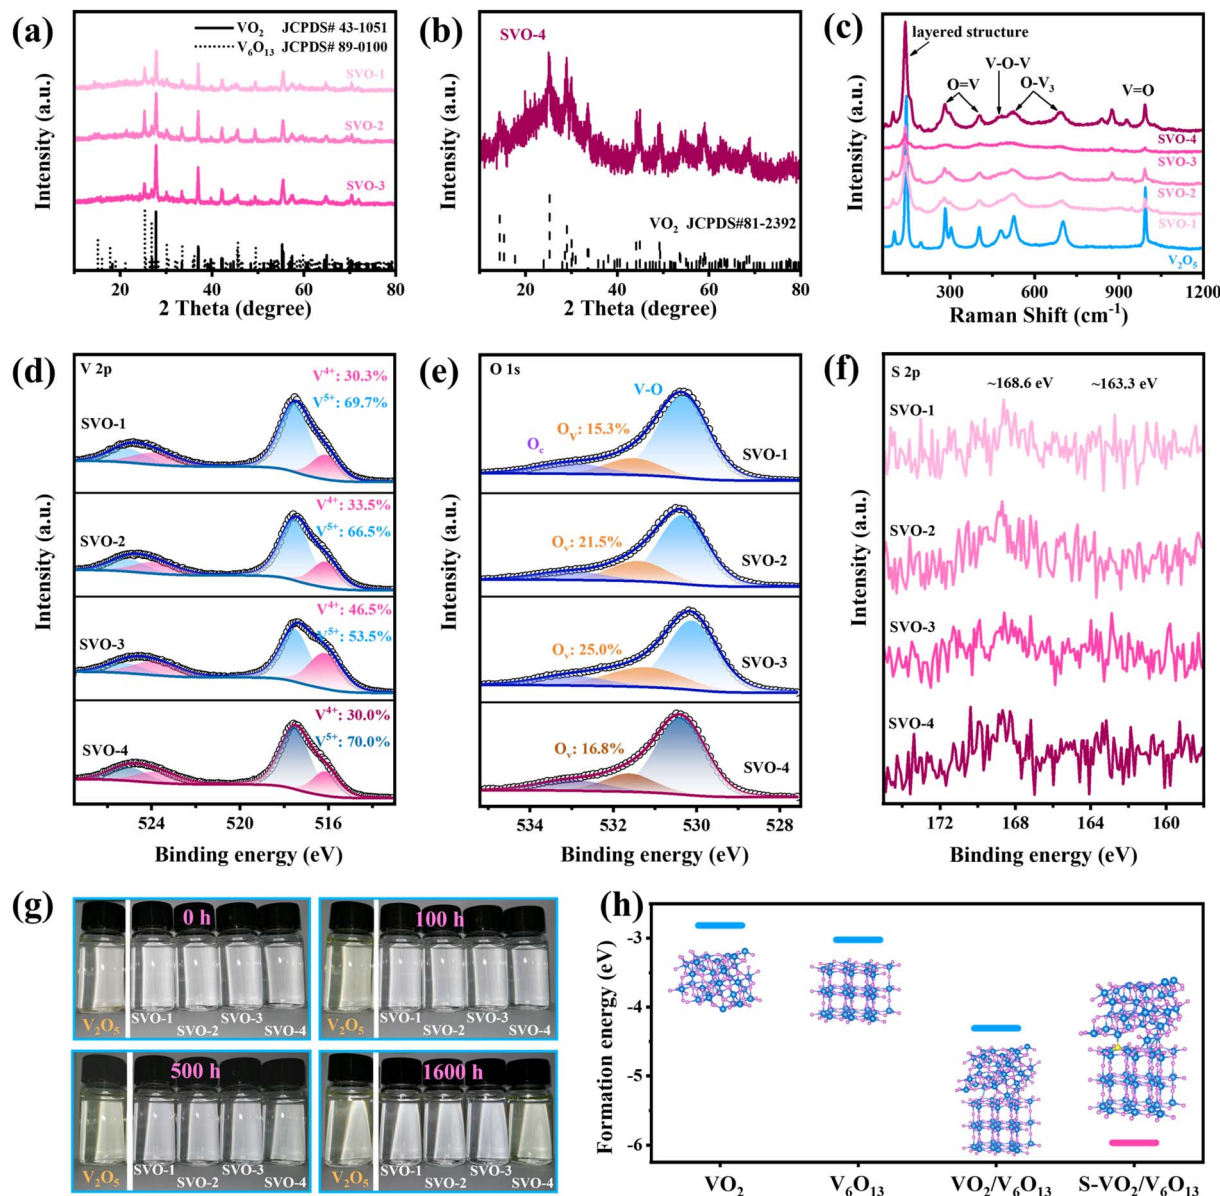 (a)
VO2 JCPDS# 43-1051
V6O13 JCPDS# 89-0100
SVO-1
SVO-2
SVO-3
Intensity (a.u.)
20 40 60 80
2 Theta (degree)
(b)
SVO-4
VO2 JCPDS#81-2392
Intensity (a.u.)
20 40 60 80
2 Theta (degree)
(c)
layered structure
V-O-V
O=V
O-V3
V=O
SVO-4
SVO-3
SVO-2
SVO-1
V2O5
Intensity (a.u.)
300 600 900 1200
Raman Shift (cm-1)
(d)
V 2p
V4+: 30.3%
V5+: 69.7%
SVO-1
V4+: 33.5%
V5+: 66.5%
SVO-2
V4+: 46.5%
V5+: 53.5%
SVO-3
V4+: 30.0%
V5+: 70.0%
SVO-4
Intensity (a.u.)
524 520 516
Binding energy (eV)
(e)
O 1s
V-O
OV: 15.3%
Oc
SVO-1
Ov: 21.5%
SVO-2
Ov: 25.0%
SVO-3
Ov: 16.8%
SVO-4
Intensity (a.u.)
534 532 530 528
Binding energy (eV)
(f)
S 2p
~168.6 eV ~163.3 eV
SVO-1
SVO-2
SVO-3
SVO-4
Intensity (a.u.)
172 168 164 160
Binding energy (eV)
(g)
0 h
V2O5 SVO-1 SVO-2 SVO-3 SVO-4
100 h
V2O5 SVO-1 SVO-2 SVO-3 SVO-4
500 h
V2O5 SVO-1 SVO-2 SVO-3 SVO-4
1600 h
V2O5 SVO-1 SVO-2 SVO-3 SVO-4
(h)
Formation energy (eV)
-3
-4
-5
-6
VO2 V6O13 VO2/V6O13 S-VO2/V6O13